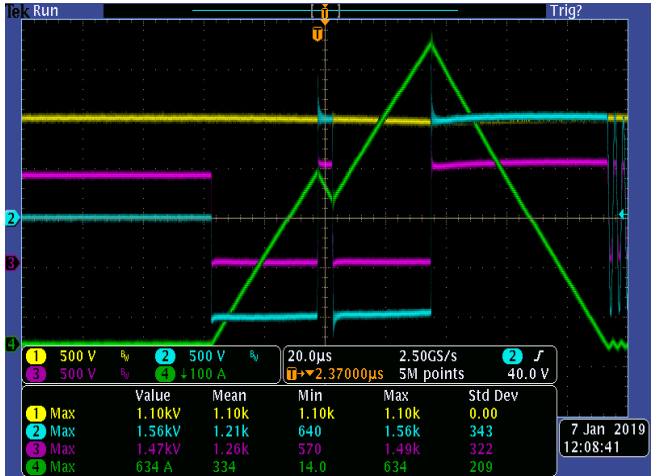 Tek Run Trig?
T
T
2
3
4
1 500 V BW 2 500 V BW
3 500 V BW 4 ↓100 A
20.0µs 2.50GS/s 2 ƒ
T→▼2.37000µs 5M points 40.0 V
Value Mean Min Max Std Dev
1 Max 1.10kV 1.10k 1.10k 1.10k 0.00
2 Max 1.56kV 1.21k 640 1.56k 343
3 Max 1.47kV 1.26k 570 1.49k 322
4 Max 634 A 334 14.0 634 209
7 Jan 2019
12:08:41